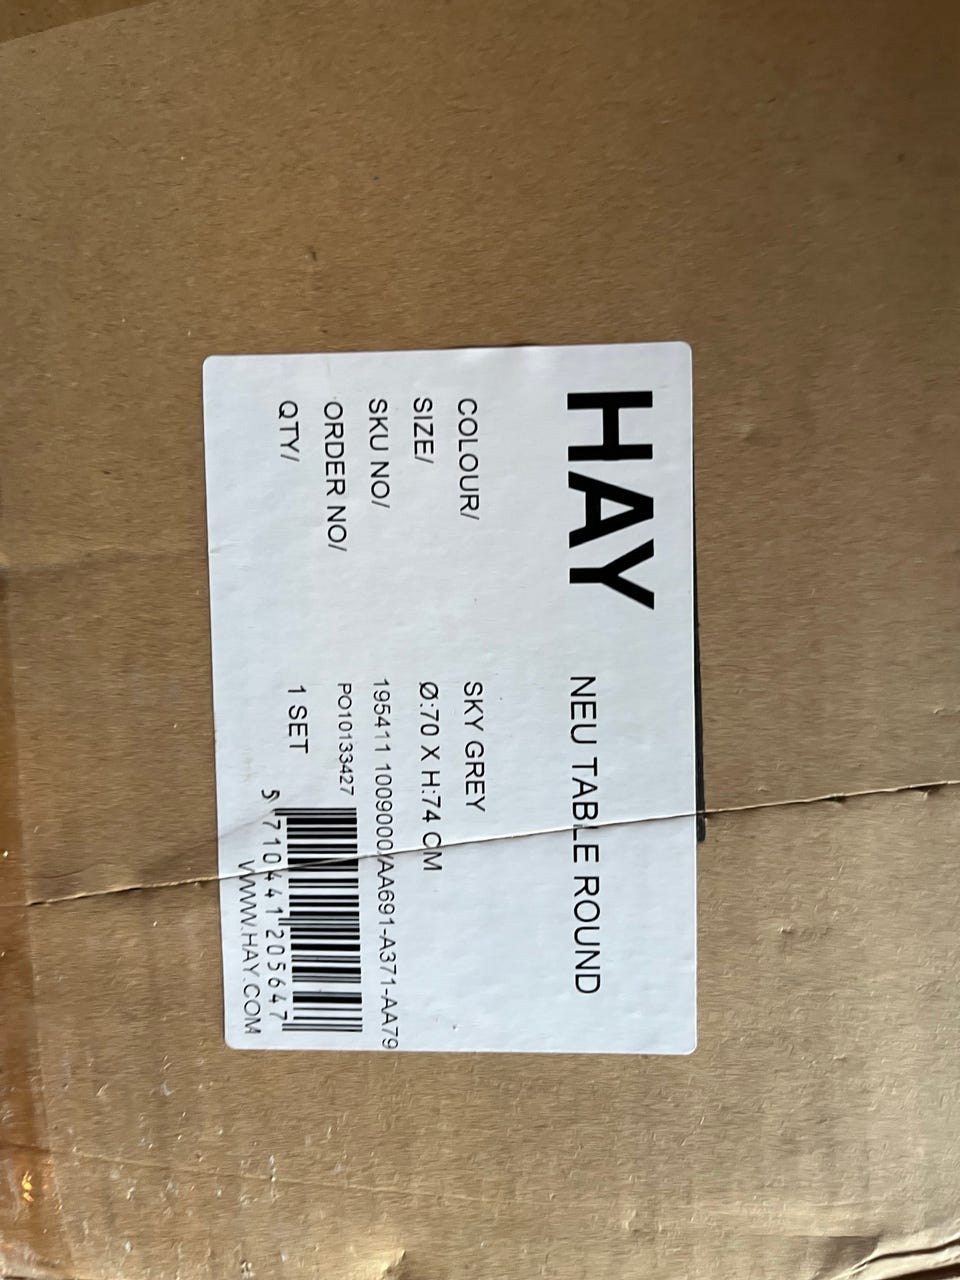 HAY NEU TABLE ROUND
COLOUR/ SKY GREY
SIZE/ Ø:70 X H:74 CM
SKU NO/ 195411 1009000/AA691-A371-AA79
ORDER NO/ PO10133427
QTY/ 1 SET
5 710441 205647
WWW.HAY.COM